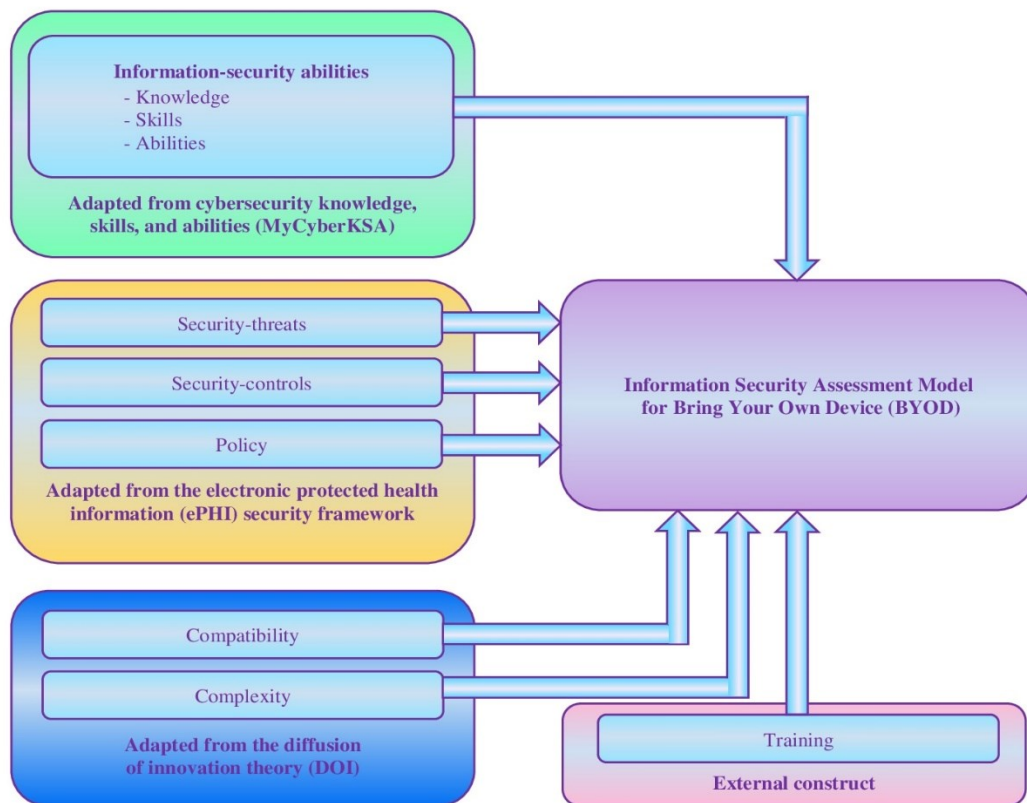 Information-security abilities
- Knowledge
- Skills
- Abilities
Adapted from cybersecurity knowledge,
skills, and abilities (MyCyberKSA)
Security-threats
Security-controls
Policy
Adapted from the electronic protected health
information (ePHI) security framework
Information Security Assessment Model
for Bring Your Own Device (BYOD)
Compatibility
Complexity
Adapted from the diffusion
of innovation theory (DOI)
Training
External construct